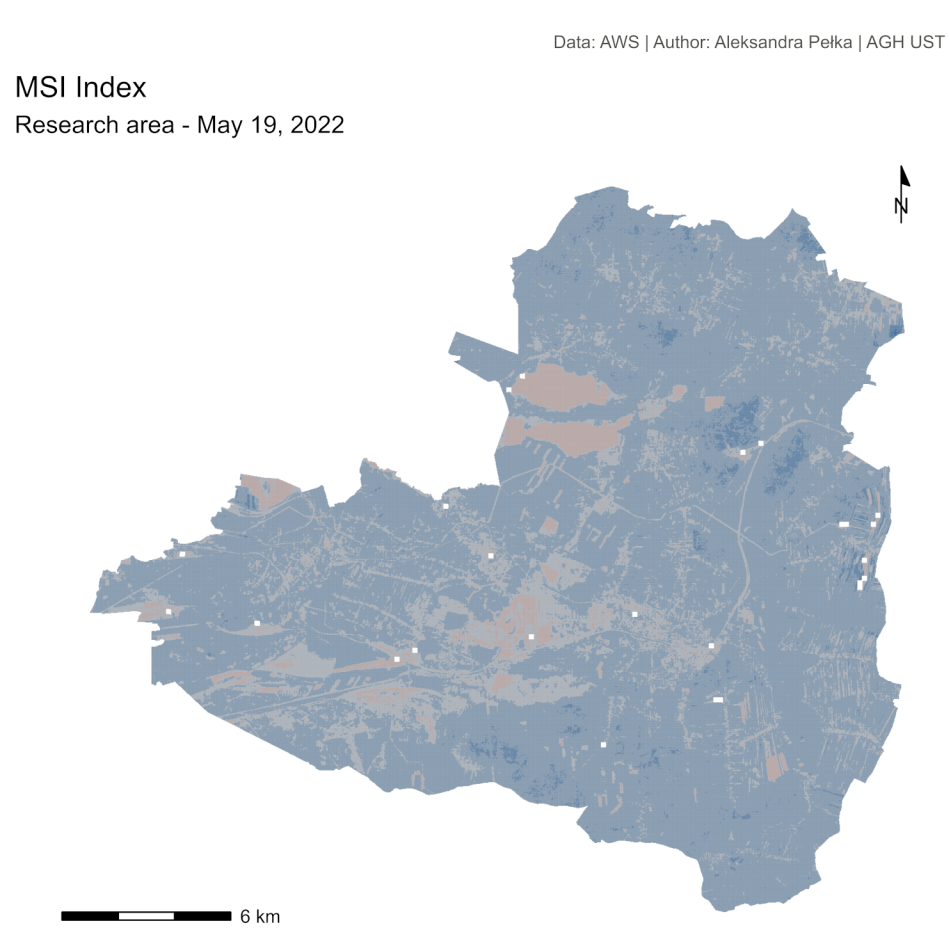 Data: AWS | Author: Aleksandra Pełka | AGH UST
MSI Index
Research area - May 19, 2022
N
6 km